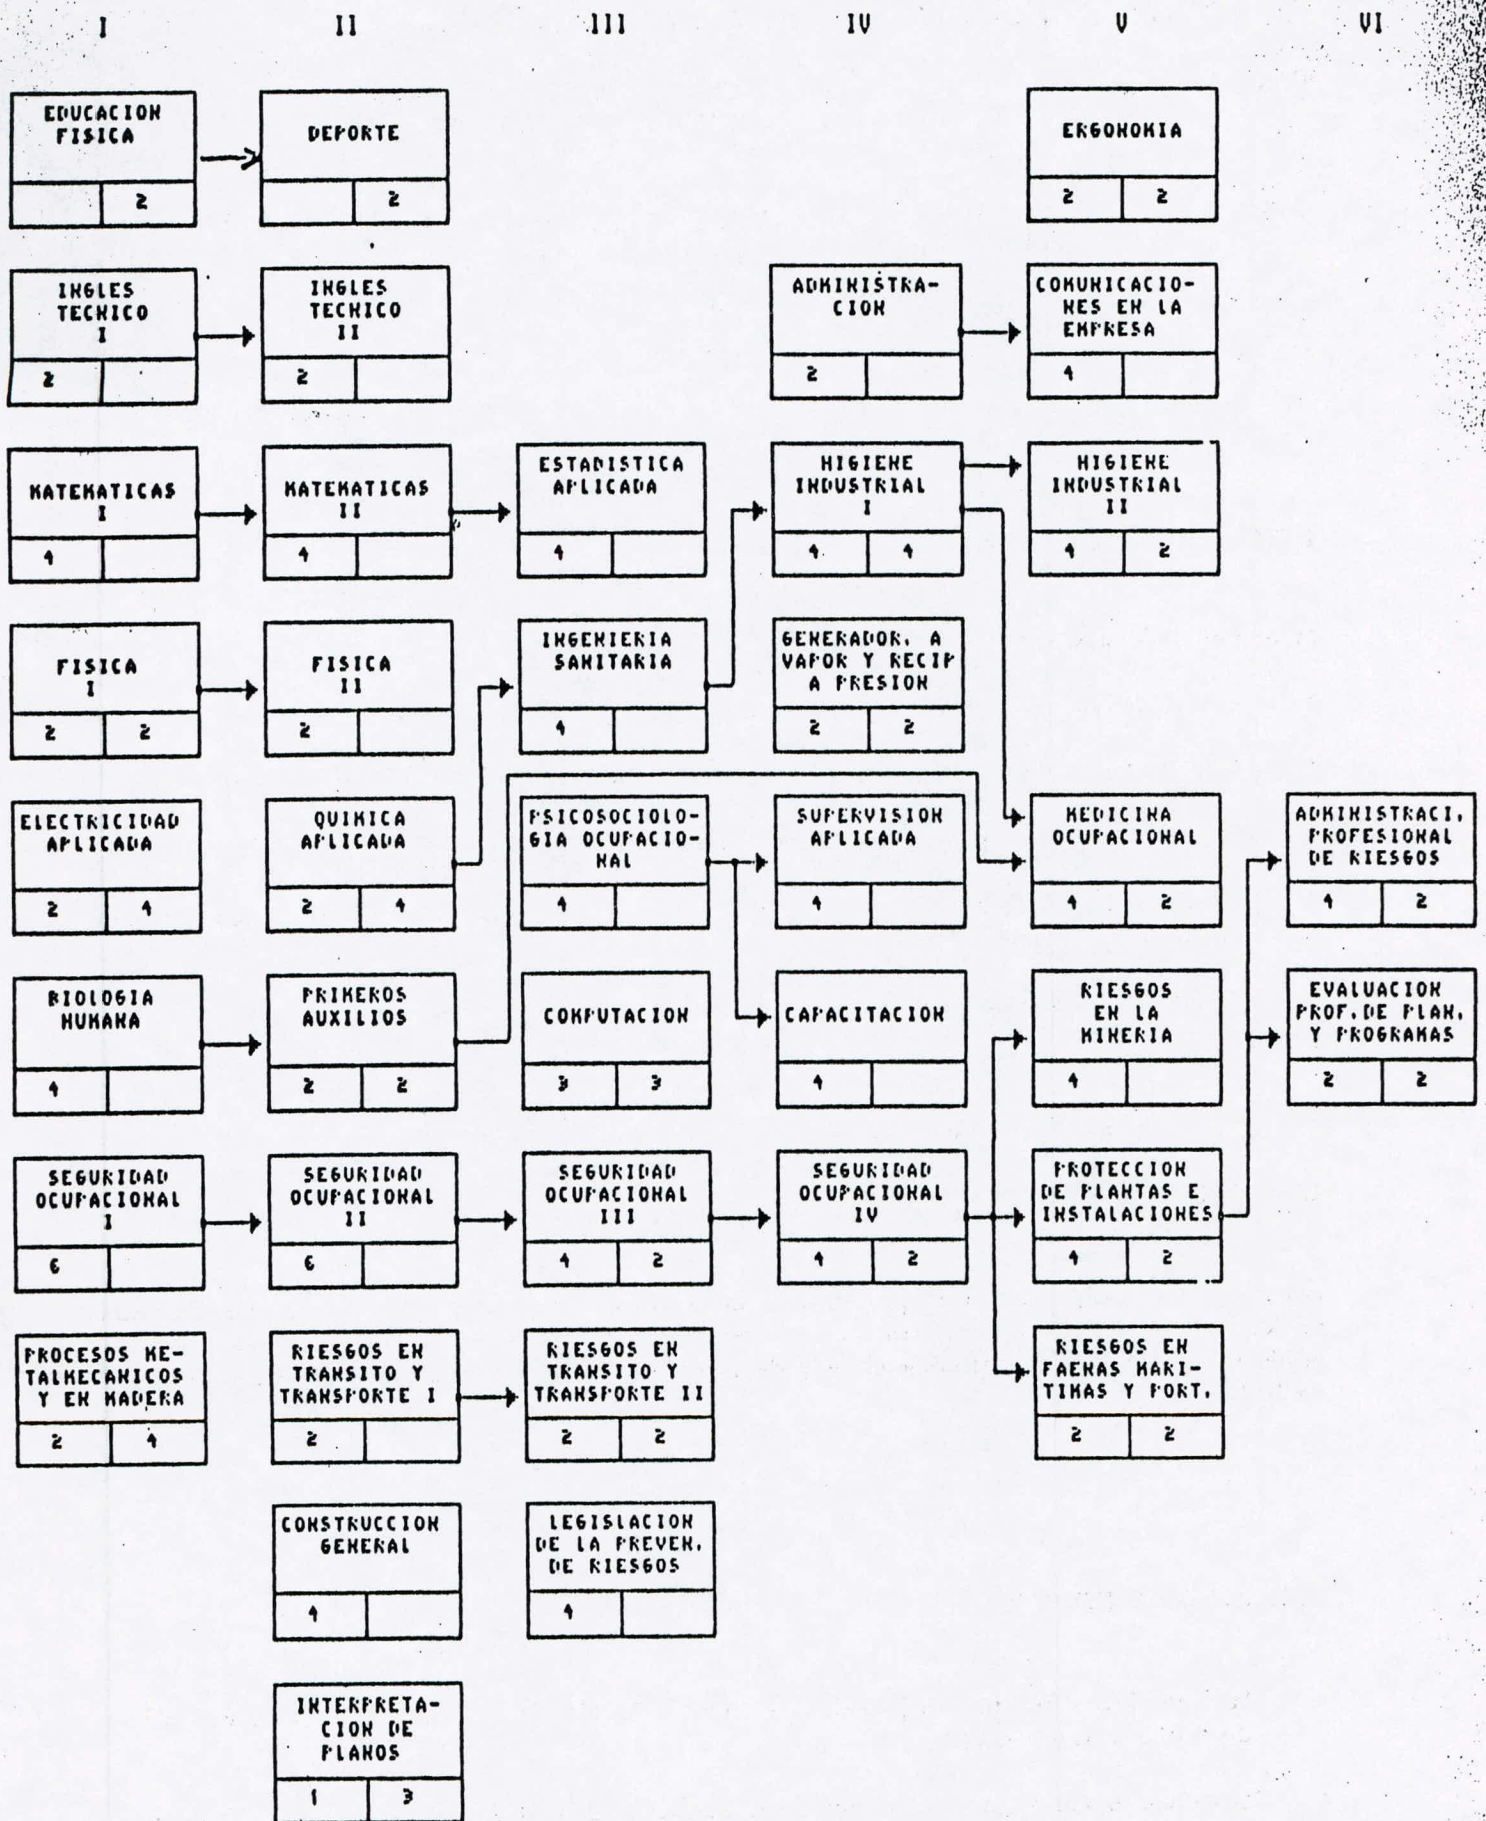 I
II
III
IV
V
VI
EDUCACION
FISICA
2
DEPORTE
2
ERGONOMIA
2 2
INGLES
TECNICO
I
2
INGLES
TECNICO
II
2
ADMINISTRA-
CION
2
COMUNICACIO-
NES EN LA
EMPRESA
4
MATEMATICAS
I
4
MATEMATICAS
II
4
ESTADISTICA
APLICADA
4
HIGIENE
INDUSTRIAL
I
4 4
HIGIENE
INDUSTRIAL
II
4 2
FISICA
I
2 2
FISICA
II
2
INGENIERIA
SANITARIA
4
GENERADOR. A
VAPOR Y RECIP
A PRESION
2 2
ELECTRICIDAD
APLICADA
2 4
QUIMICA
APLICADA
2 4
PSICOSOCIOLO-
GIA OCUPACIO-
NAL
4
SUPERVISION
APLICADA
4
MEDICINA
OCUPACIONAL
4 2
ADMINISTRACI.
PROFESIONAL
DE RIESGOS
4 2
BIOLOGIA
HUMANA
4
PRIMEROS
AUXILIOS
2 2
COMPUTACION
3 3
CAPACITACION
4
RIESGOS
EN LA
MINERIA
4
EVALUACION
PROF. DE PLAN.
Y PROGRAMAS
2 2
SEGURIDAD
OCUPACIONAL
I
6
SEGURIDAD
OCUPACIONAL
II
6
SEGURIDAD
OCUPACIONAL
III
4 2
SEGURIDAD
OCUPACIONAL
IV
4 2
PROTECCION
DE PLANTAS E
INSTALACIONES
4 2
PROCESOS ME-
TALMECANICOS
Y EN MADERA
2 4
RIESGOS EN
TRANSITO Y
TRANSPORTE I
2
RIESGOS EN
TRANSITO Y
TRANSPORTE II
2 2
RIESGOS EN
FAENAS MARI-
TIMAS Y PORT.
2 2
CONSTRUCCION
GENERAL
4
LEGISLACION
DE LA PREVEN.
DE RIESGOS
4
INTERPRETA-
CION DE
PLANOS
1 3